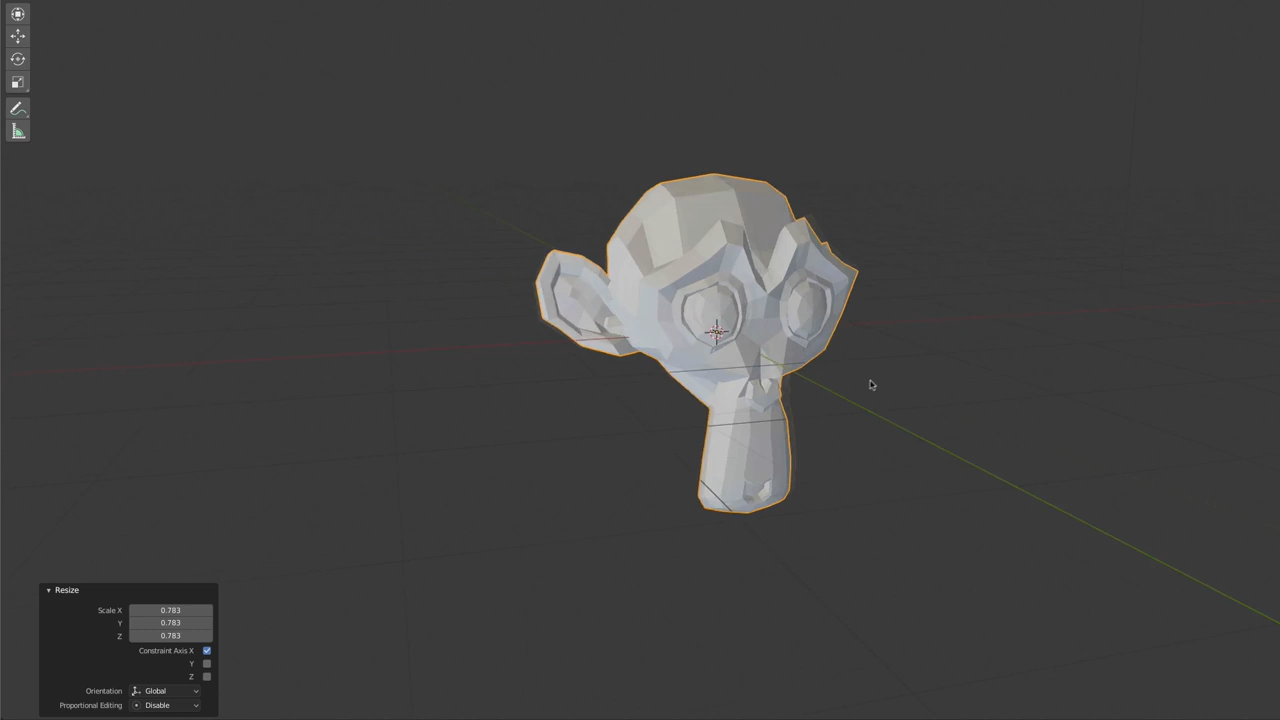 Resize
Scale X 0.783
Y 0.783
Z 0.783
Constraint Axis X
Y
Z
Orientation Global
Proportional Editing Disable